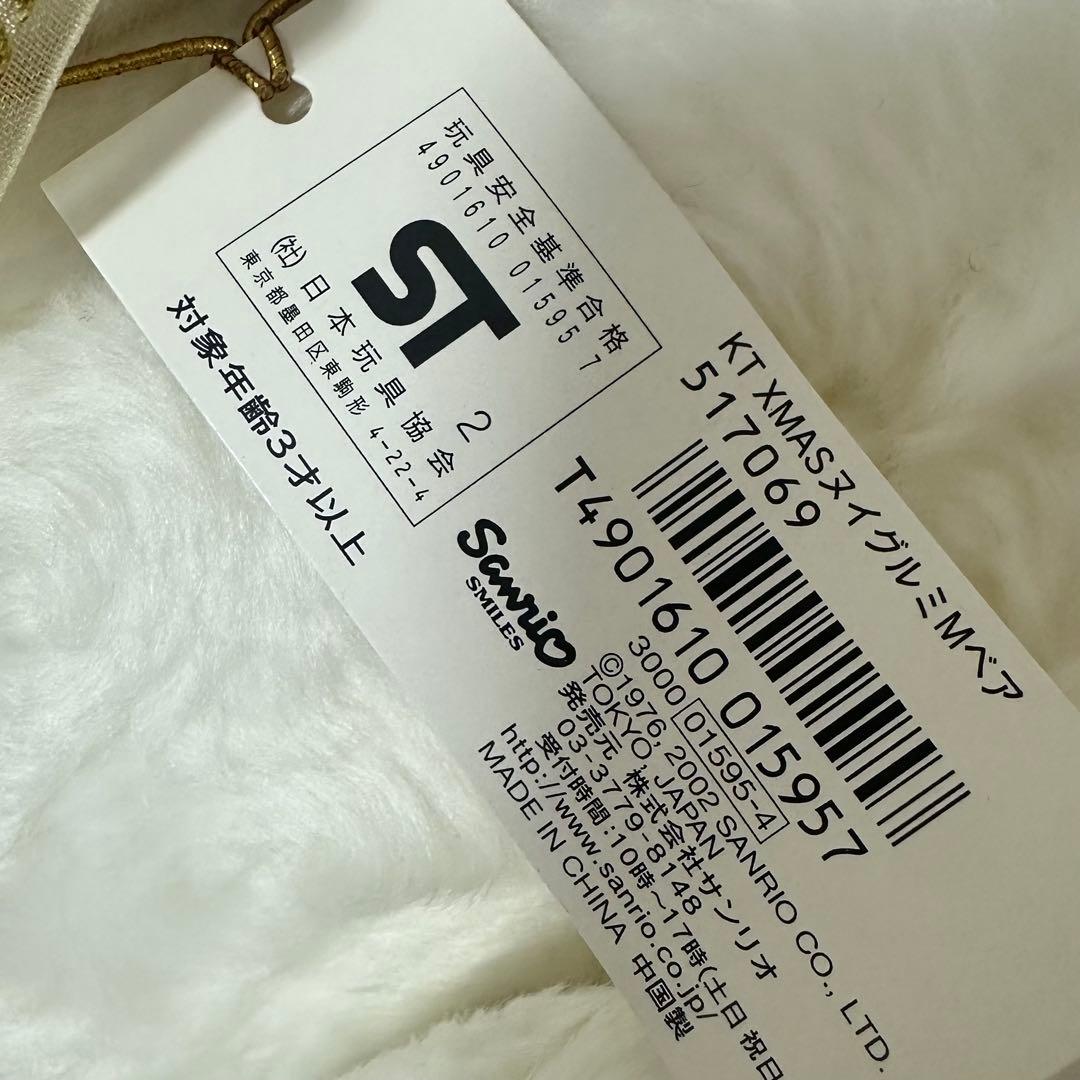 玩具安全基準合格
4901610 01595 7
ST
2
(社)日本玩具協会
東京都墨田区東駒形 4-22-4
対象年齢3才以上
KT XMASヌイグルミMベア
517069
T4901610 015957
3000 01595-4
Sanrio
SMILES
©1976, 2002 SANRIO CO., LTD.
TOKYO, JAPAN
発売元 株式会社サンリオ
03-3779-8148
受付時間:10時～17時(土日祝日
http://www.sanrio.co.jp/
MADE IN CHINA 中国製